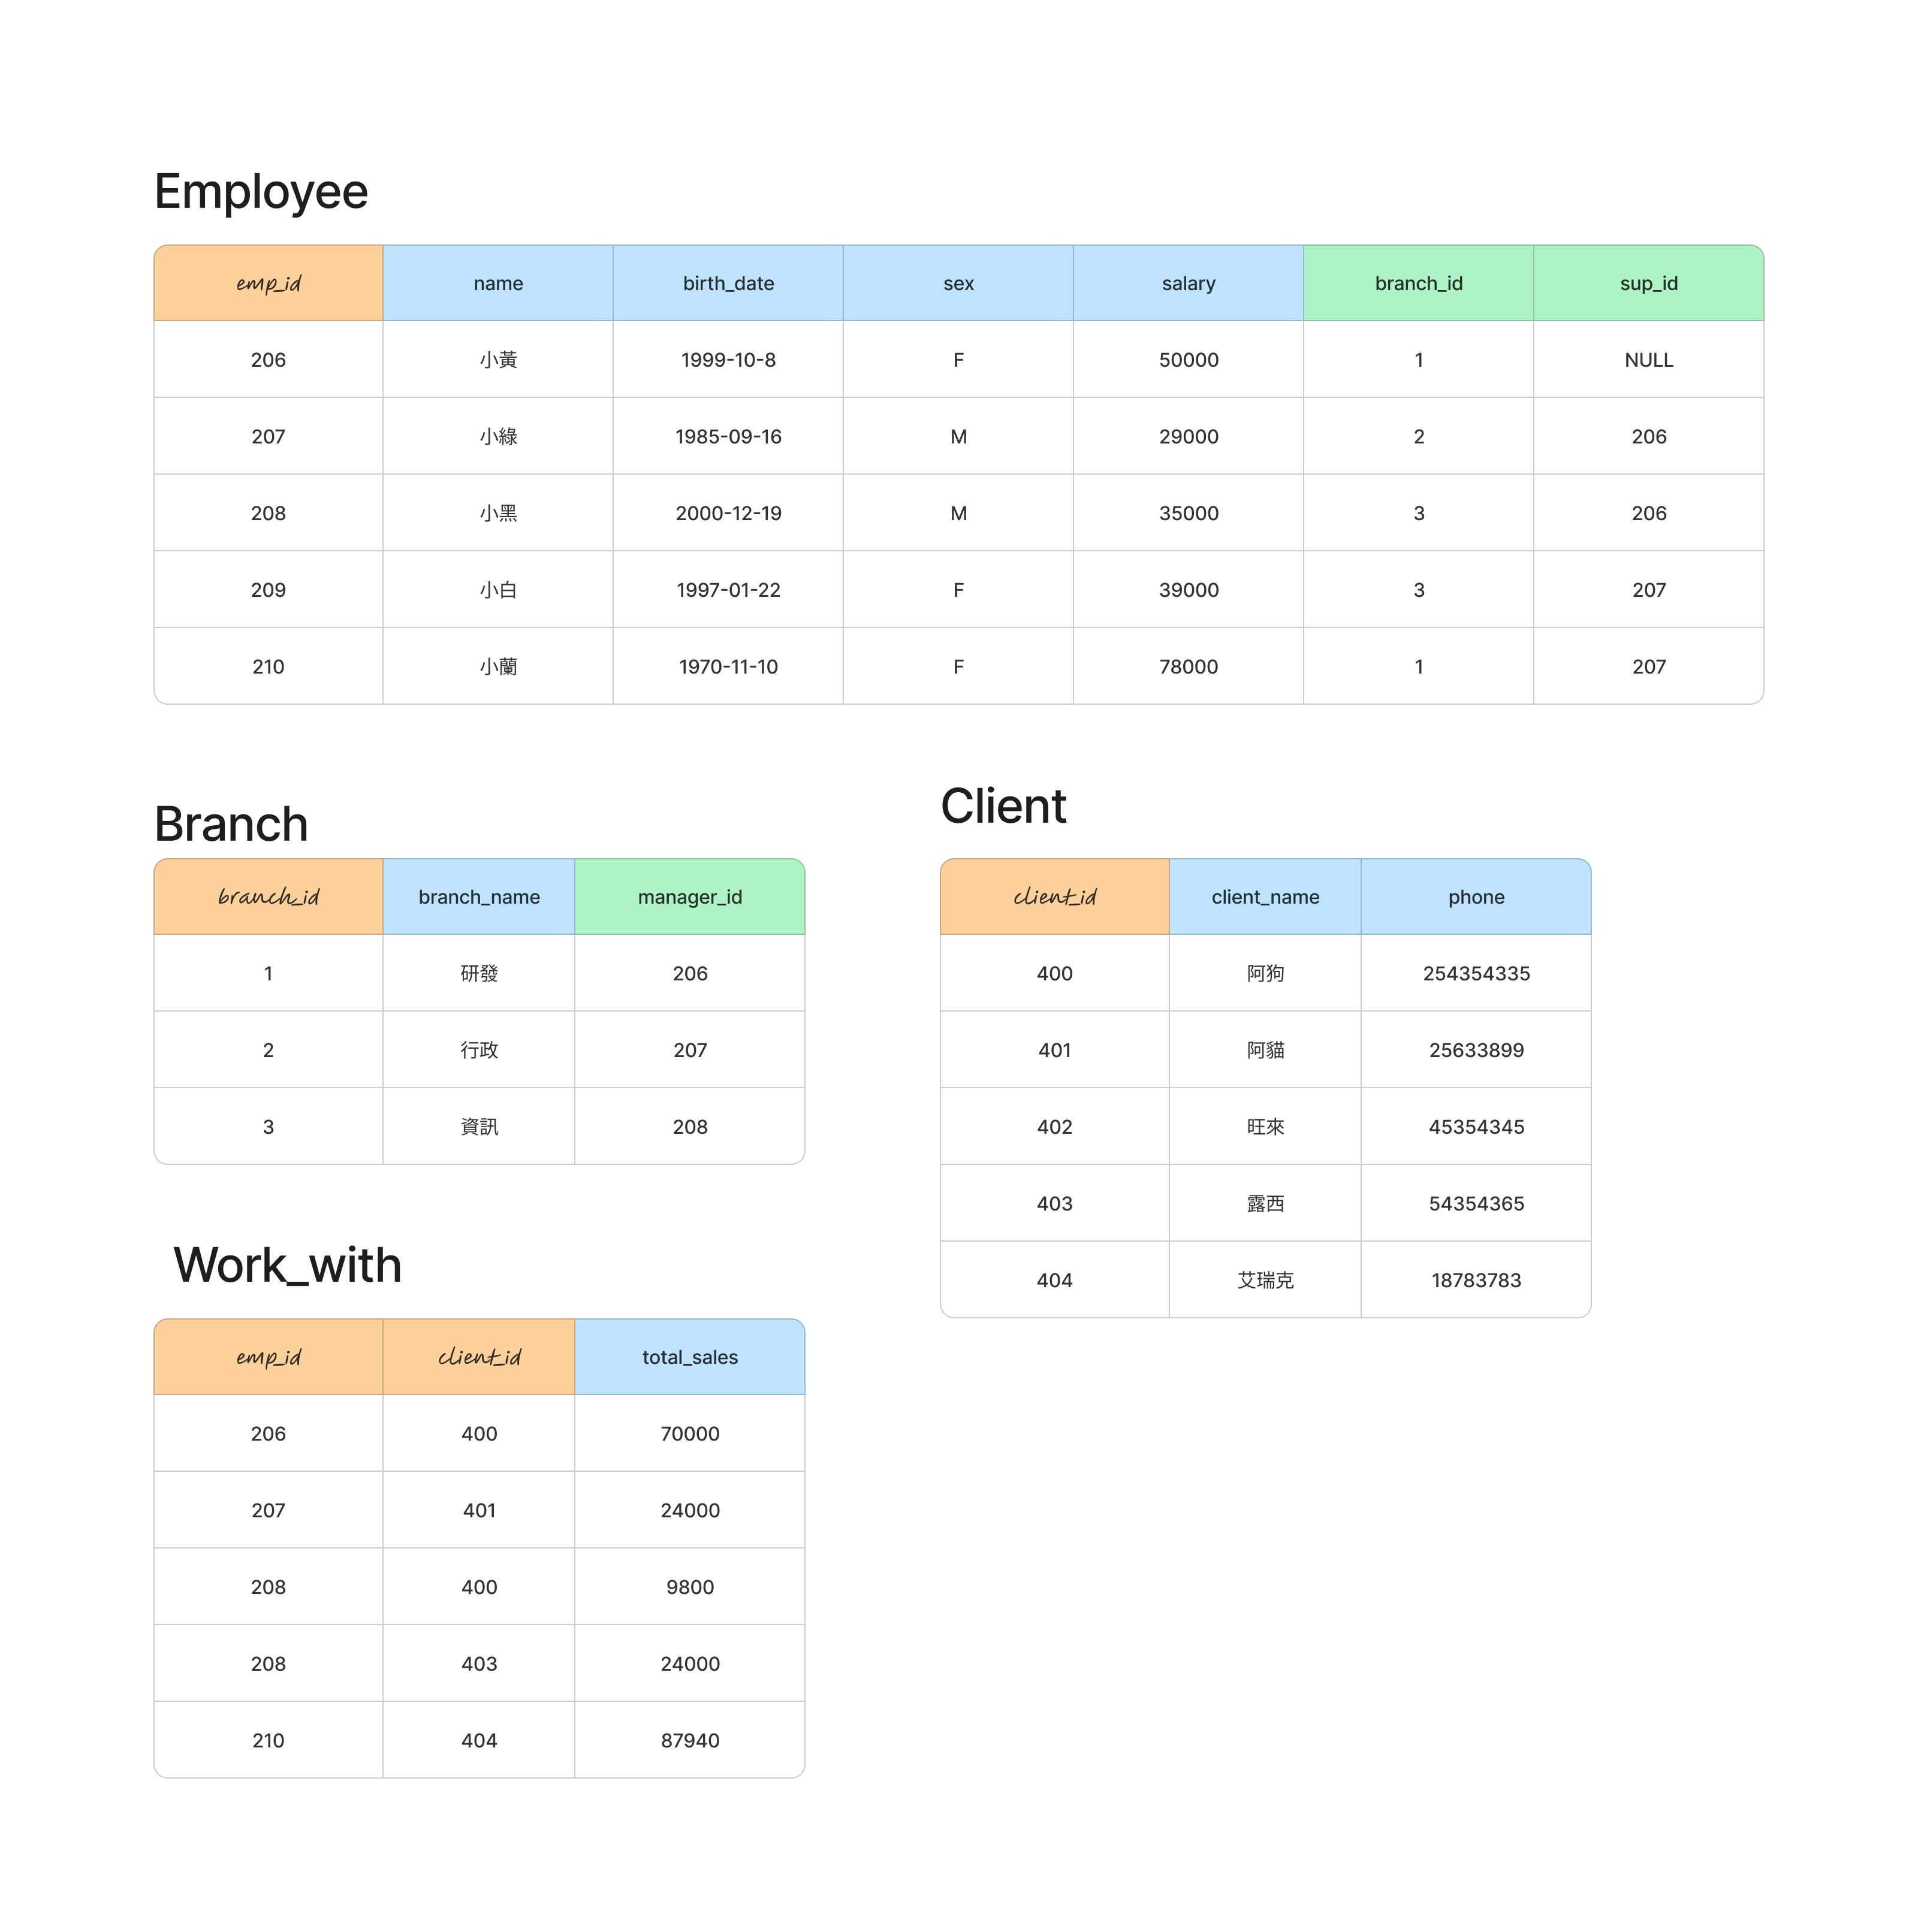 Employee
emp_id name birth_date sex salary branch_id sup_id
206 小黃 1999-10-8 F 50000 1 NULL
207 小綠 1985-09-16 M 29000 2 206
208 小黑 2000-12-19 M 35000 3 206
209 小白 1997-01-22 F 39000 3 207
210 小蘭 1970-11-10 F 78000 1 207
Branch
branch_id branch_name manager_id
1 研發 206
2 行政 207
3 資訊 208
Client
client_id client_name phone
400 阿狗 254354335
401 阿貓 25633899
402 旺來 45354345
403 露西 54354365
404 艾瑞克 18783783
Work_with
emp_id client_id total_sales
206 400 70000
207 401 24000
208 400 9800
208 403 24000
210 404 87940